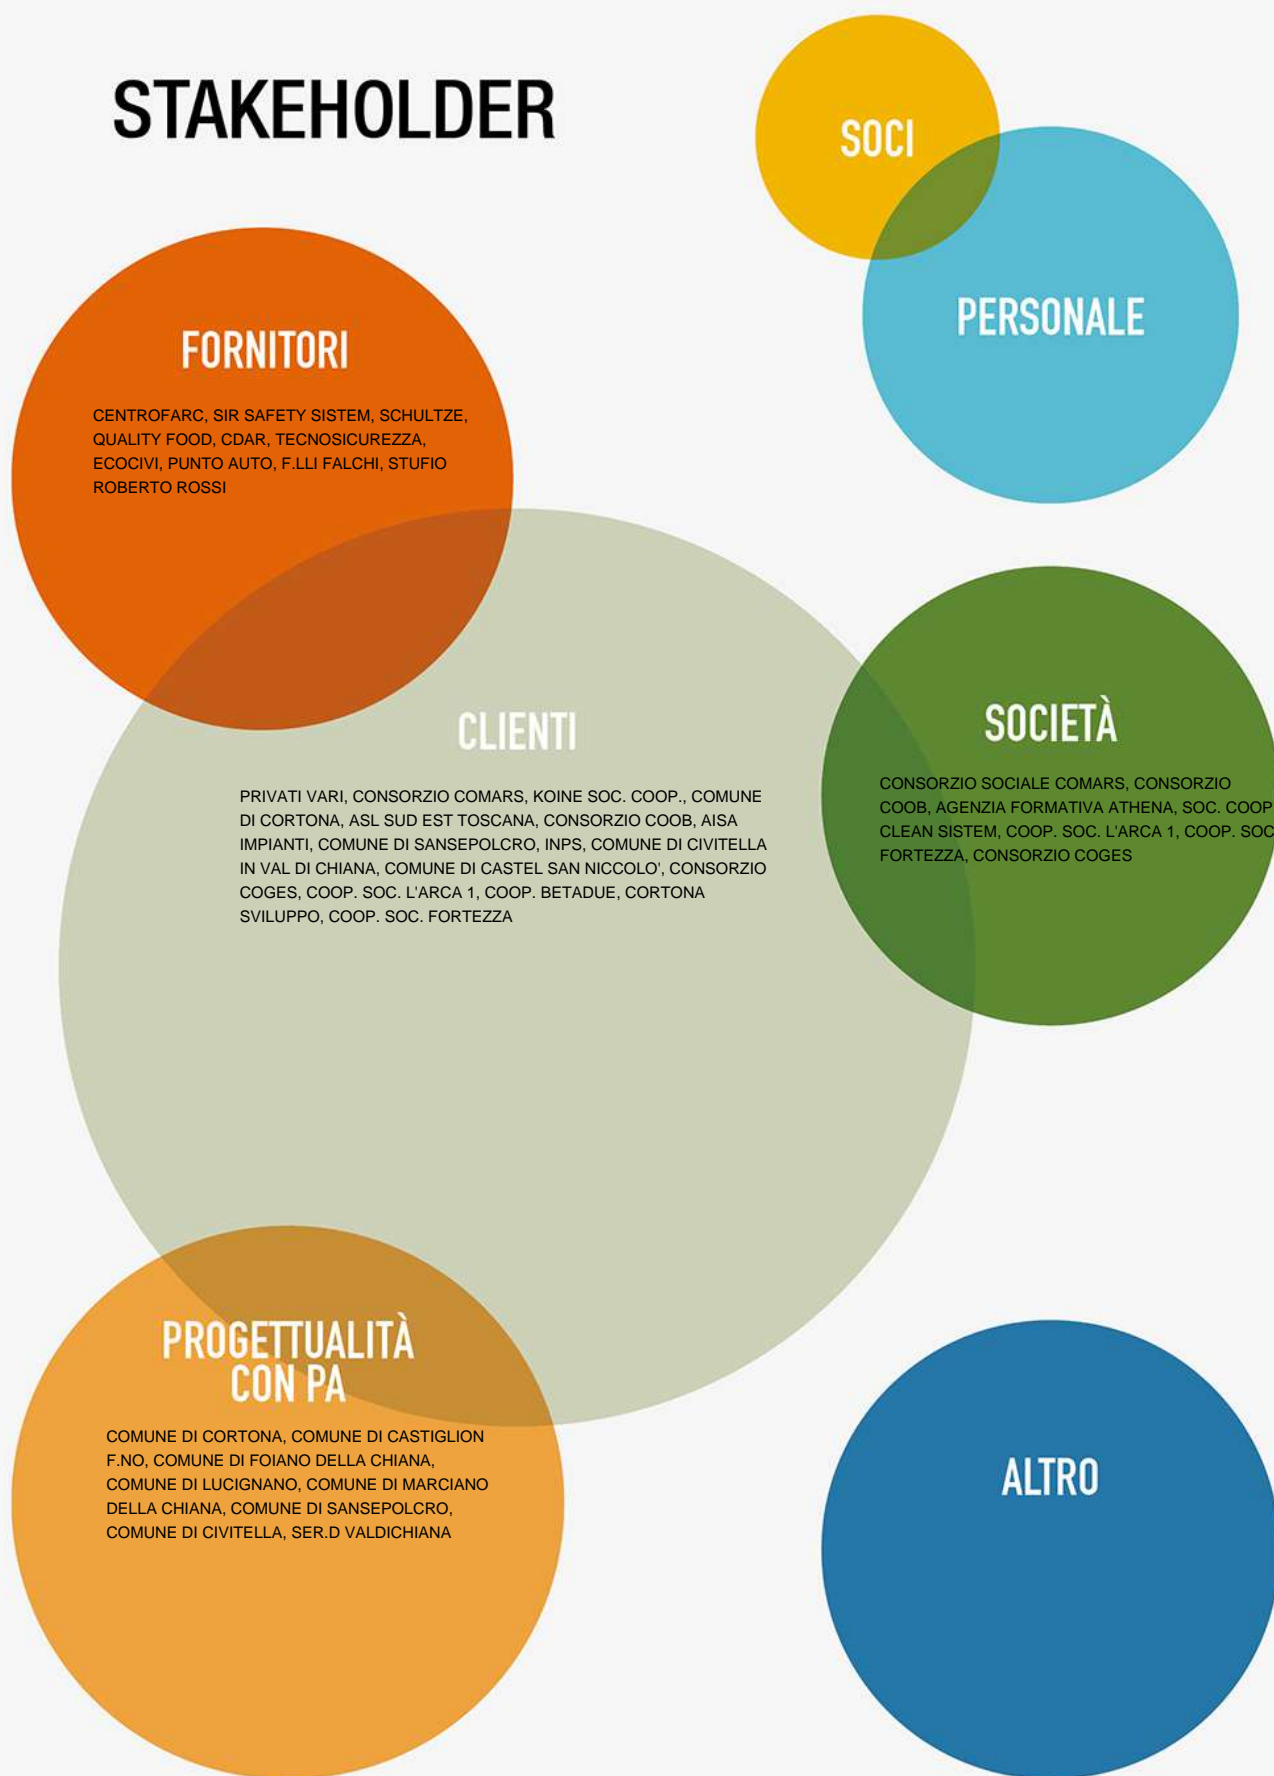 STAKEHOLDER
SOCI
PERSONALE
FORNITORI
CENTROFARC, SIR SAFETY SISTEM, SCHULTZE,
QUALITY FOOD, CDAR, TECNOSICUREZZA,
ECOCIVI, PUNTO AUTO, F.LLI FALCHI, STUFIO
ROBERTO ROSSI
CLIENTI
PRIVATI VARI, CONSORZIO COMARS, KOINE SOC. COOP., COMUNE
DI CORTONA, ASL SUD EST TOSCANA, CONSORZIO COOB, AISA
IMPIANTI, COMUNE DI SANSEPOLCRO, INPS, COMUNE DI CIVITELLA
IN VAL DI CHIANA, COMUNE DI CASTEL SAN NICCOLO', CONSORZIO
COGES, COOP. SOC. L'ARCA 1, COOP. BETADUE, CORTONA
SVILUPPO, COOP. SOC. FORTEZZA
SOCIETÀ
CONSORZIO SOCIALE COMARS, CONSORZIO
COOB, AGENZIA FORMATIVA ATHENA, SOC. COOP
CLEAN SISTEM, COOP. SOC. L'ARCA 1, COOP. SOC
FORTEZZA, CONSORZIO COGES
PROGETTUALITÀ
CON PA
COMUNE DI CORTONA, COMUNE DI CASTIGLION
F.NO, COMUNE DI FOIANO DELLA CHIANA,
COMUNE DI LUCIGNANO, COMUNE DI MARCIANO
DELLA CHIANA, COMUNE DI SANSEPOLCRO,
COMUNE DI CIVITELLA, SER.D VALDICHIANA
ALTRO